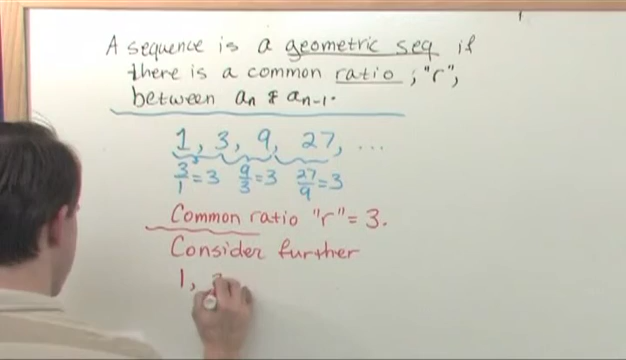 A sequence is a geometric seq if
there is a common ratio, "r",
between an & an-1.
1, 3, 9, 27, ...
3/1=3 9/3=3 27/9=3
Common ratio "r"=3.
Consider further
1,